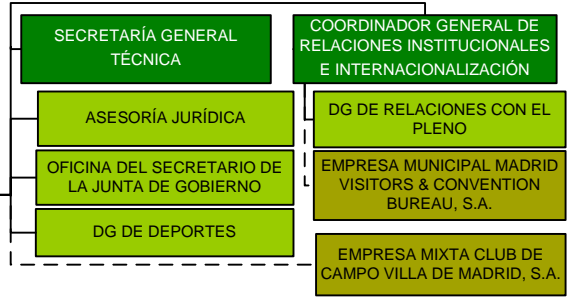 SECRETARÍA GENERAL
TÉCNICA
COORDINADOR GENERAL DE
RELACIONES INSTITUCIONALES
E INTERNACIONALIZACIÓN
ASESORÍA JURÍDICA
DG DE RELACIONES CON EL
PLENO
OFICINA DEL SECRETARIO DE
LA JUNTA DE GOBIERNO
EMPRESA MUNICIPAL MADRID
VISITORS & CONVENTION
BUREAU, S.A.
DG DE DEPORTES
EMPRESA MIXTA CLUB DE
CAMPO VILLA DE MADRID, S.A.